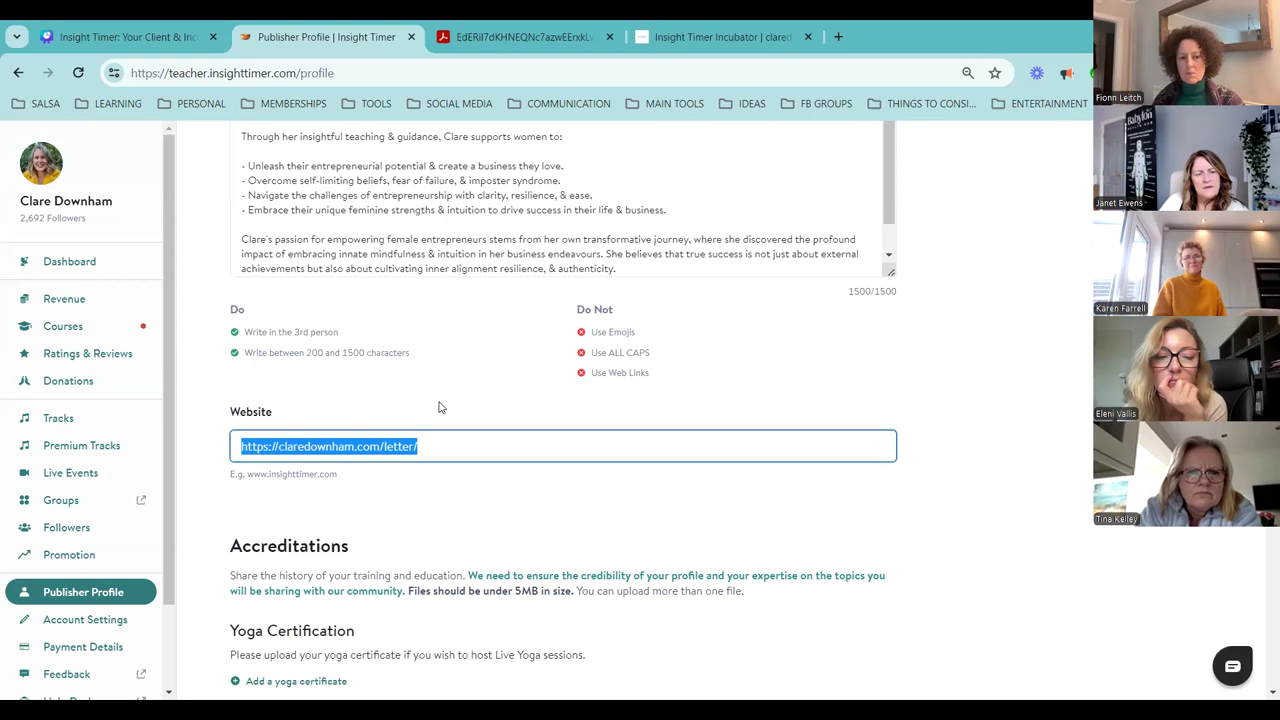 Insight Timer: Your Client & Inc
Publisher Profile | Insight Timer
EdERil7dKHNEQNc7azwEErxkLv
Insight Timer Incubator | clared
https://teacher.insighttimer.com/profile
SALSA
LEARNING
PERSONAL
MEMBERSHIPS
TOOLS
SOCIAL MEDIA
COMMUNICATION
MAIN TOOLS
IDEAS
FB GROUPS
THINGS TO CONSI...
ENTERTAINMENT
Clare Downham
2,692 Followers
Dashboard
Revenue
Courses
Ratings & Reviews
Donations
Tracks
Premium Tracks
Live Events
Groups
Followers
Promotion
Publisher Profile
Account Settings
Payment Details
Feedback
Through her insightful teaching & guidance, Clare supports women to:
- Unleash their entrepreneurial potential & create a business they love.
- Overcome self-limiting beliefs, fear of failure, & imposter syndrome.
- Navigate the challenges of entrepreneurship with clarity, resilience, & ease.
- Embrace their unique feminine strengths & intuition to drive success in their life & business.
Clare's passion for empowering female entrepreneurs stems from her own transformative journey, where she discovered the profound
impact of embracing innate mindfulness & intuition in her business endeavours. She believes that true success is not just about external
achievements but also about cultivating inner alignment resilience, & authenticity.
1500/1500
Do
Write in the 3rd person
Write between 200 and 1500 characters
Do Not
Use Emojis
Use ALL CAPS
Use Web Links
Website
https://claredownham.com/letter/
E.g. www.insighttimer.com
Accreditations
Share the history of your training and education. We need to ensure the credibility of your profile and your expertise on the topics you
will be sharing with our community. Files should be under 5MB in size. You can upload more than one file.
Yoga Certification
Please upload your yoga certificate if you wish to host Live Yoga sessions.
Add a yoga certificate
Fionn Leitch
Babylon
Janet Ewens
Karen Farrell
Eleni Vallis
Tina Kelley